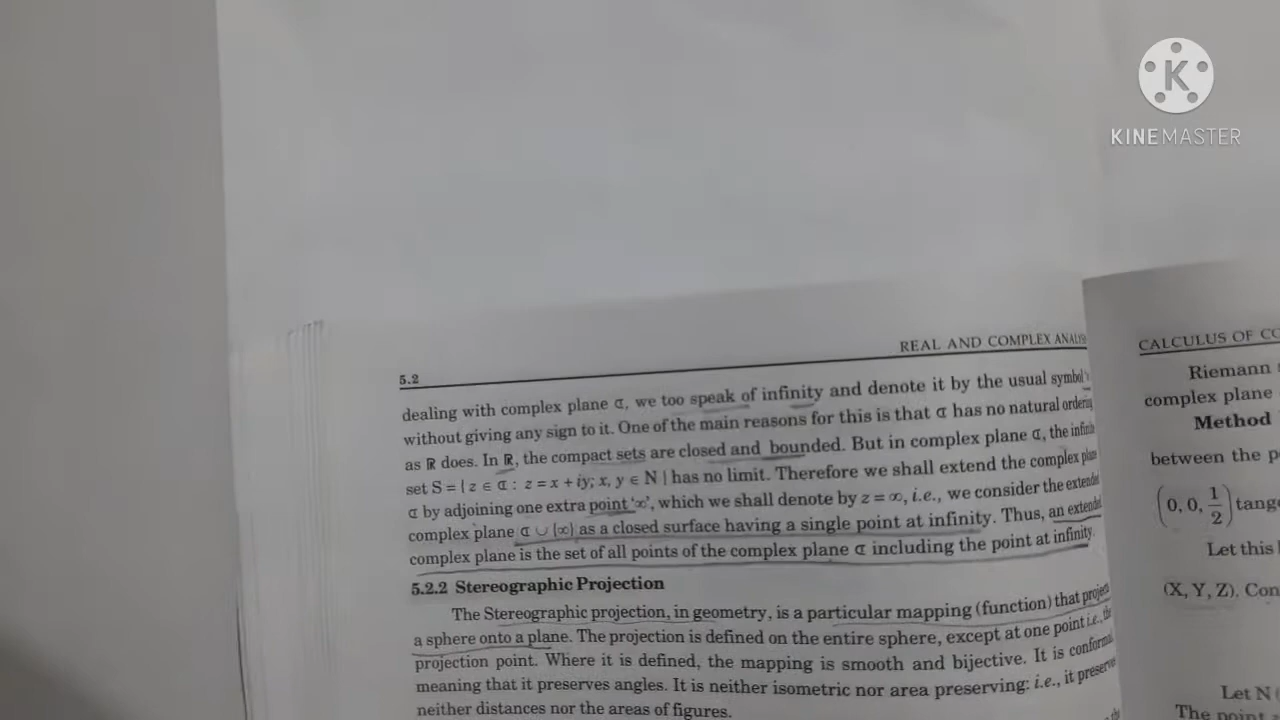 KINEMASTER
5.2
REAL AND COMPLEX
dealing with complex plane ℂ, we too speak of infinity and denote it by the usual symbol
without giving any sign to it. One of the main reasons for this is that ℂ has no natural
as ℝ does. In ℝ, the compact sets are closed and bounded. But in complex plane ℂ, the
set S = { z ∈ ℂ : z = x + iy; x, y ∈ N } has no limit. Therefore we shall extend the complex
ℂ by adjoining one extra point '∞', which we shall denote by z = ∞, i.e., we consider the extended
complex plane ℂ ∪ {∞} as a closed surface having a single point at infinity. Thus, an extended
complex plane is the set of all points of the complex plane ℂ including the point at infinity.
5.2.2 Stereographic Projection
The Stereographic projection, in geometry, is a particular mapping (function) that
a sphere onto a plane. The projection is defined on the entire sphere, except at one point i.e.,
projection point. Where it is defined, the mapping is smooth and bijective. It is
meaning that it preserves angles. It is neither isometric nor area preserving: i.e., it
neither distances nor the areas of figures.
CALCULUS OF
Riemann
complex plane
Method
between the
(0, 0, 1/2)
Let this
(X, Y, Z).
Let N
The point